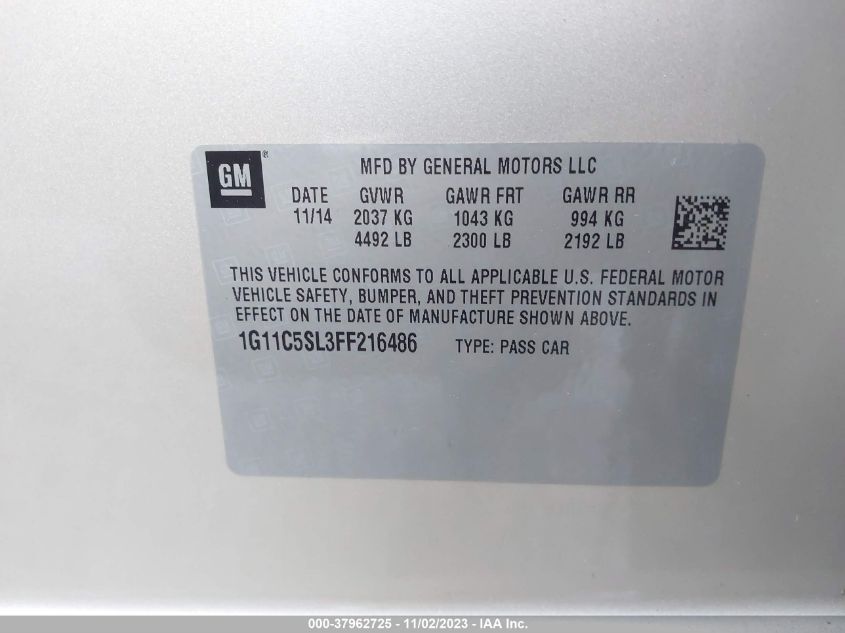 GM ®
MFD BY GENERAL MOTORS LLC
DATE GVWR GAWR FRT GAWR RR
11/14 2037 KG 1043 KG 994 KG
4492 LB 2300 LB 2192 LB
THIS VEHICLE CONFORMS TO ALL APPLICABLE U.S. FEDERAL MOTOR
VEHICLE SAFETY, BUMPER, AND THEFT PREVENTION STANDARDS IN
EFFECT ON THE DATE OF MANUFACTURE SHOWN ABOVE.
1G11C5SL3FF216486 TYPE: PASS CAR
000-37962725 - 11/02/2023 - IAA Inc.